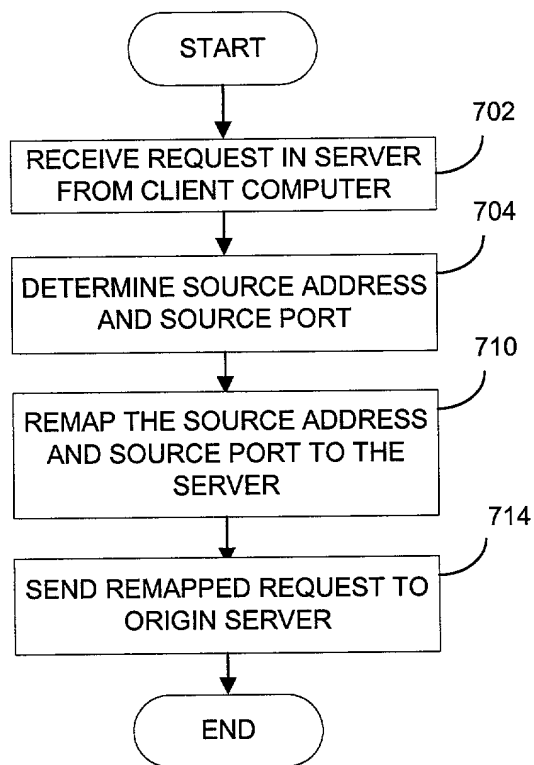 START
702
RECEIVE REQUEST IN SERVER
FROM CLIENT COMPUTER
704
DETERMINE SOURCE ADDRESS
AND SOURCE PORT
710
REMAP THE SOURCE ADDRESS
AND SOURCE PORT TO THE
SERVER
714
SEND REMAPPED REQUEST TO
ORIGIN SERVER
END